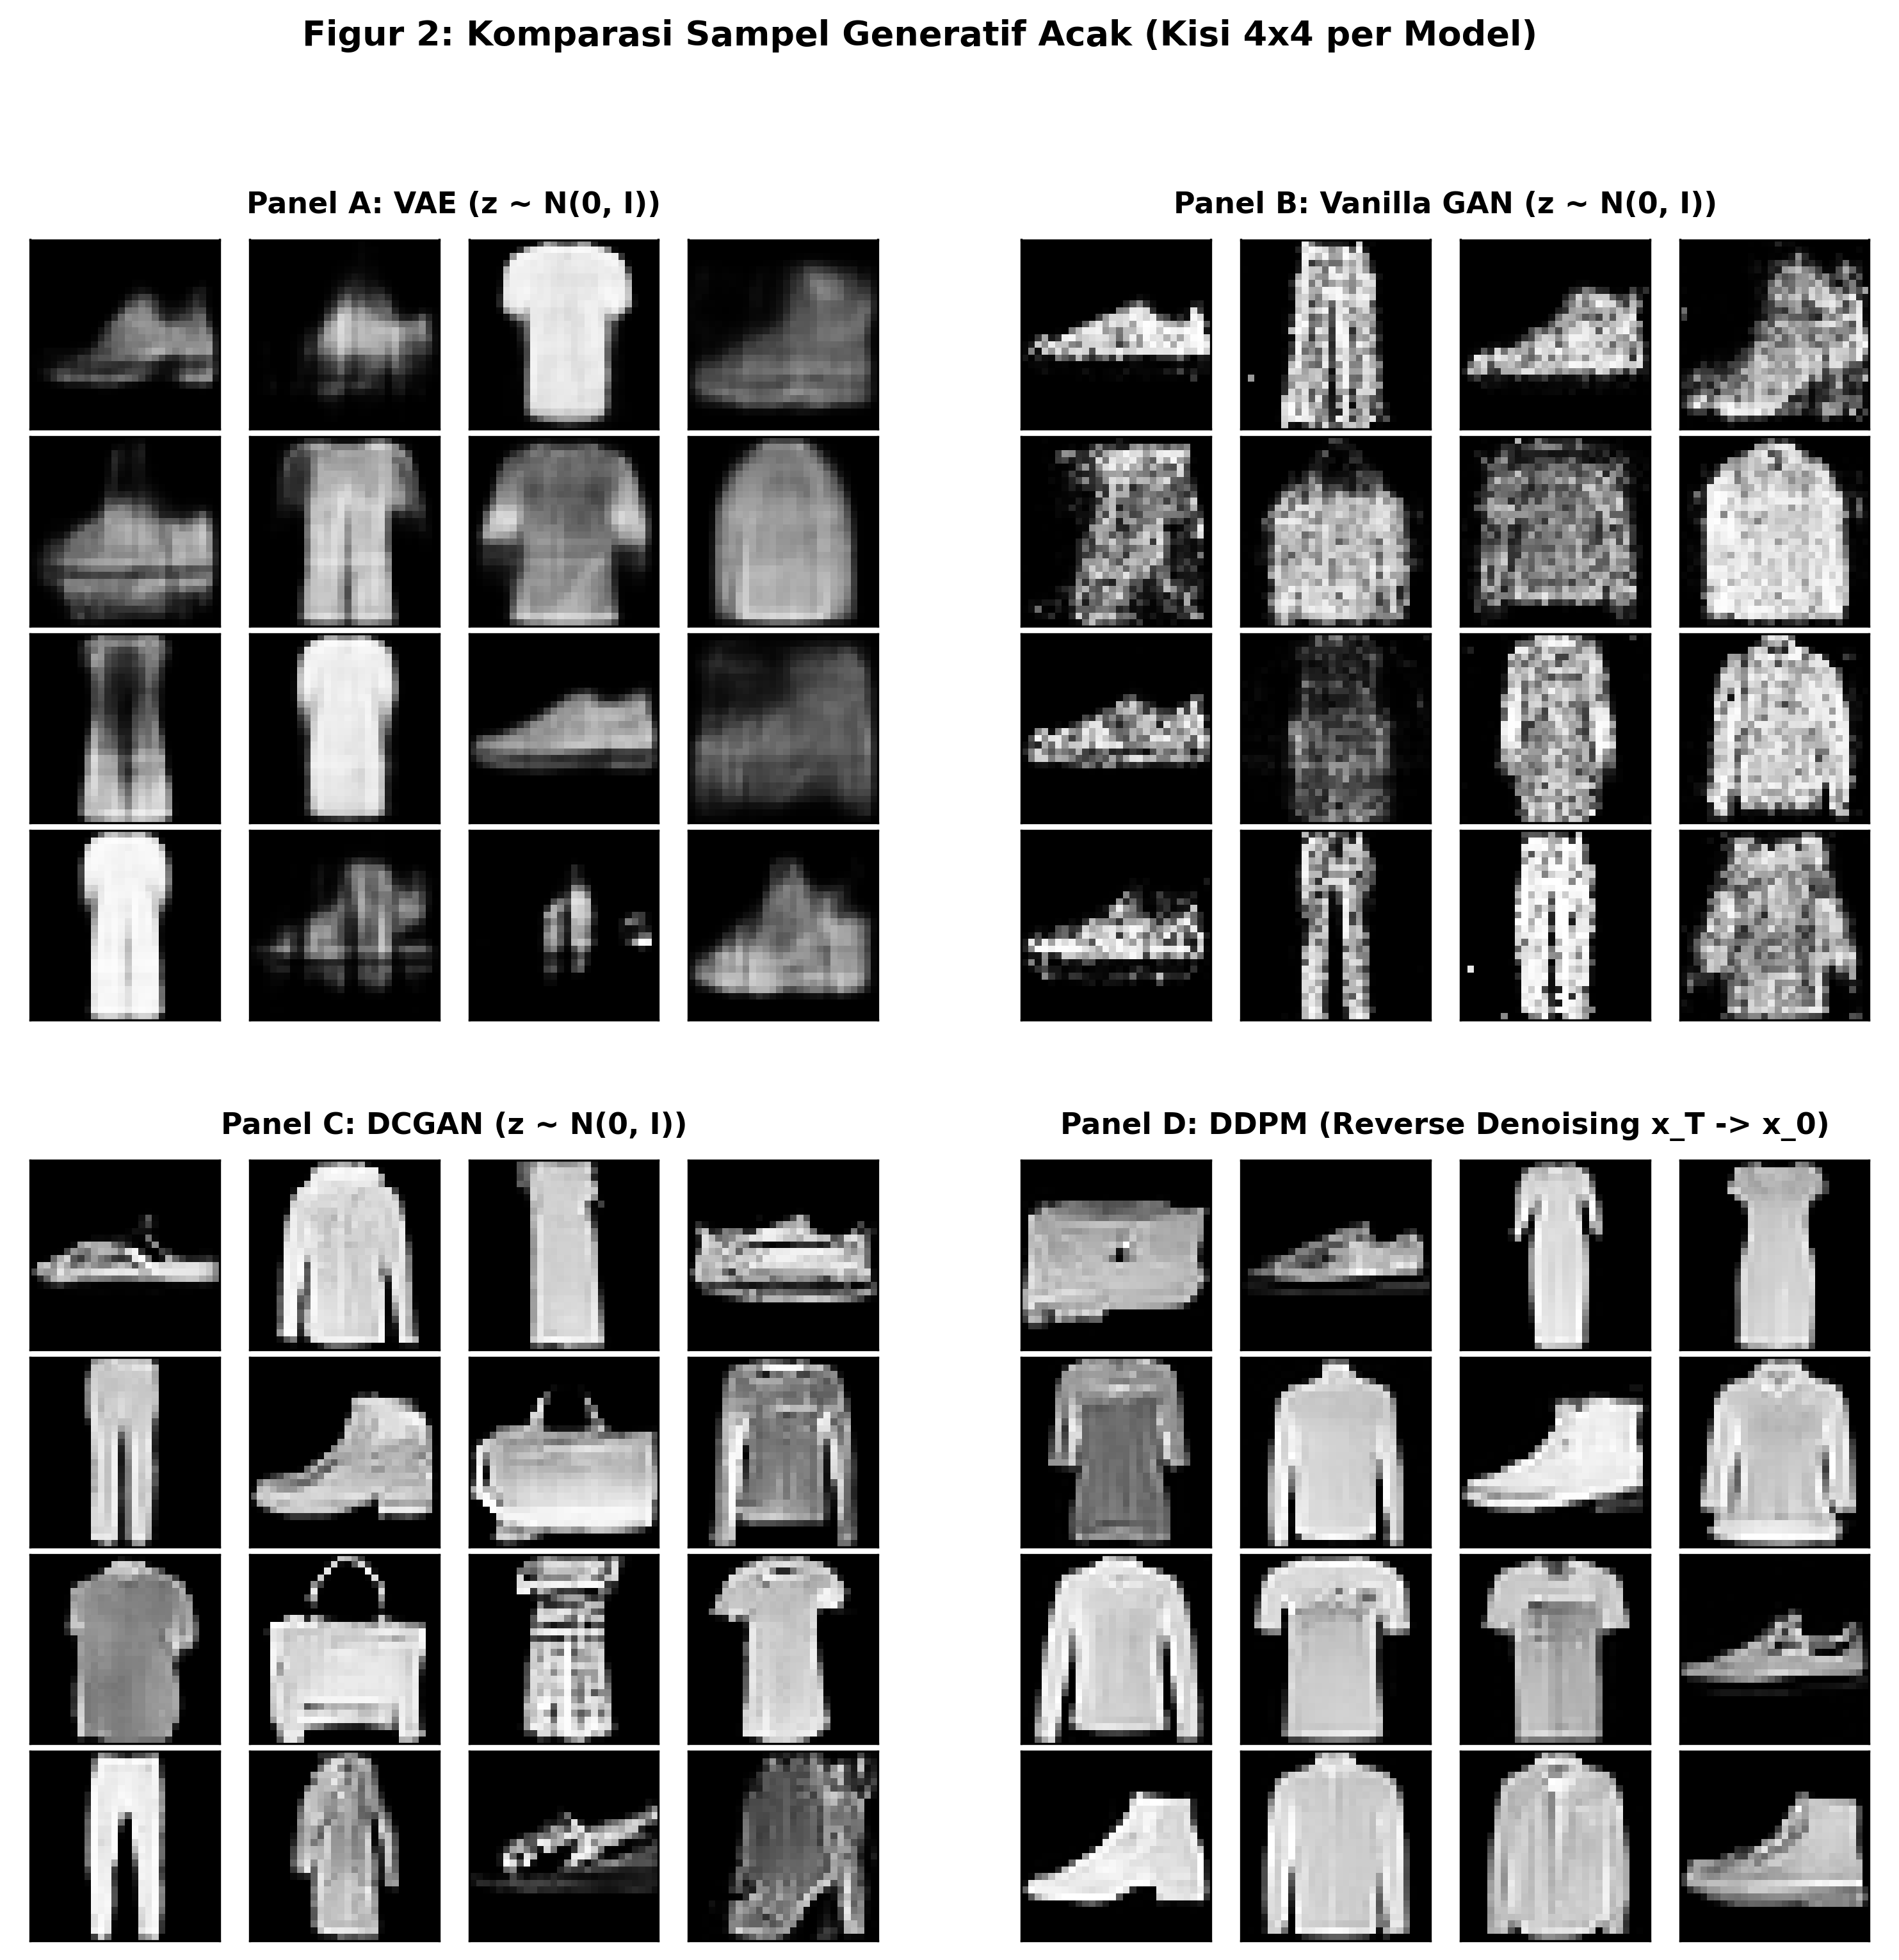 Figur 2: Komparasi Sampel Generatif Acak (Kisi 4x4 per Model)
Panel A: VAE (z ~ N(0, I))
Panel B: Vanilla GAN (z ~ N(0, I))
Panel C: DCGAN (z ~ N(0, I))
Panel D: DDPM (Reverse Denoising x_T -> x_0)